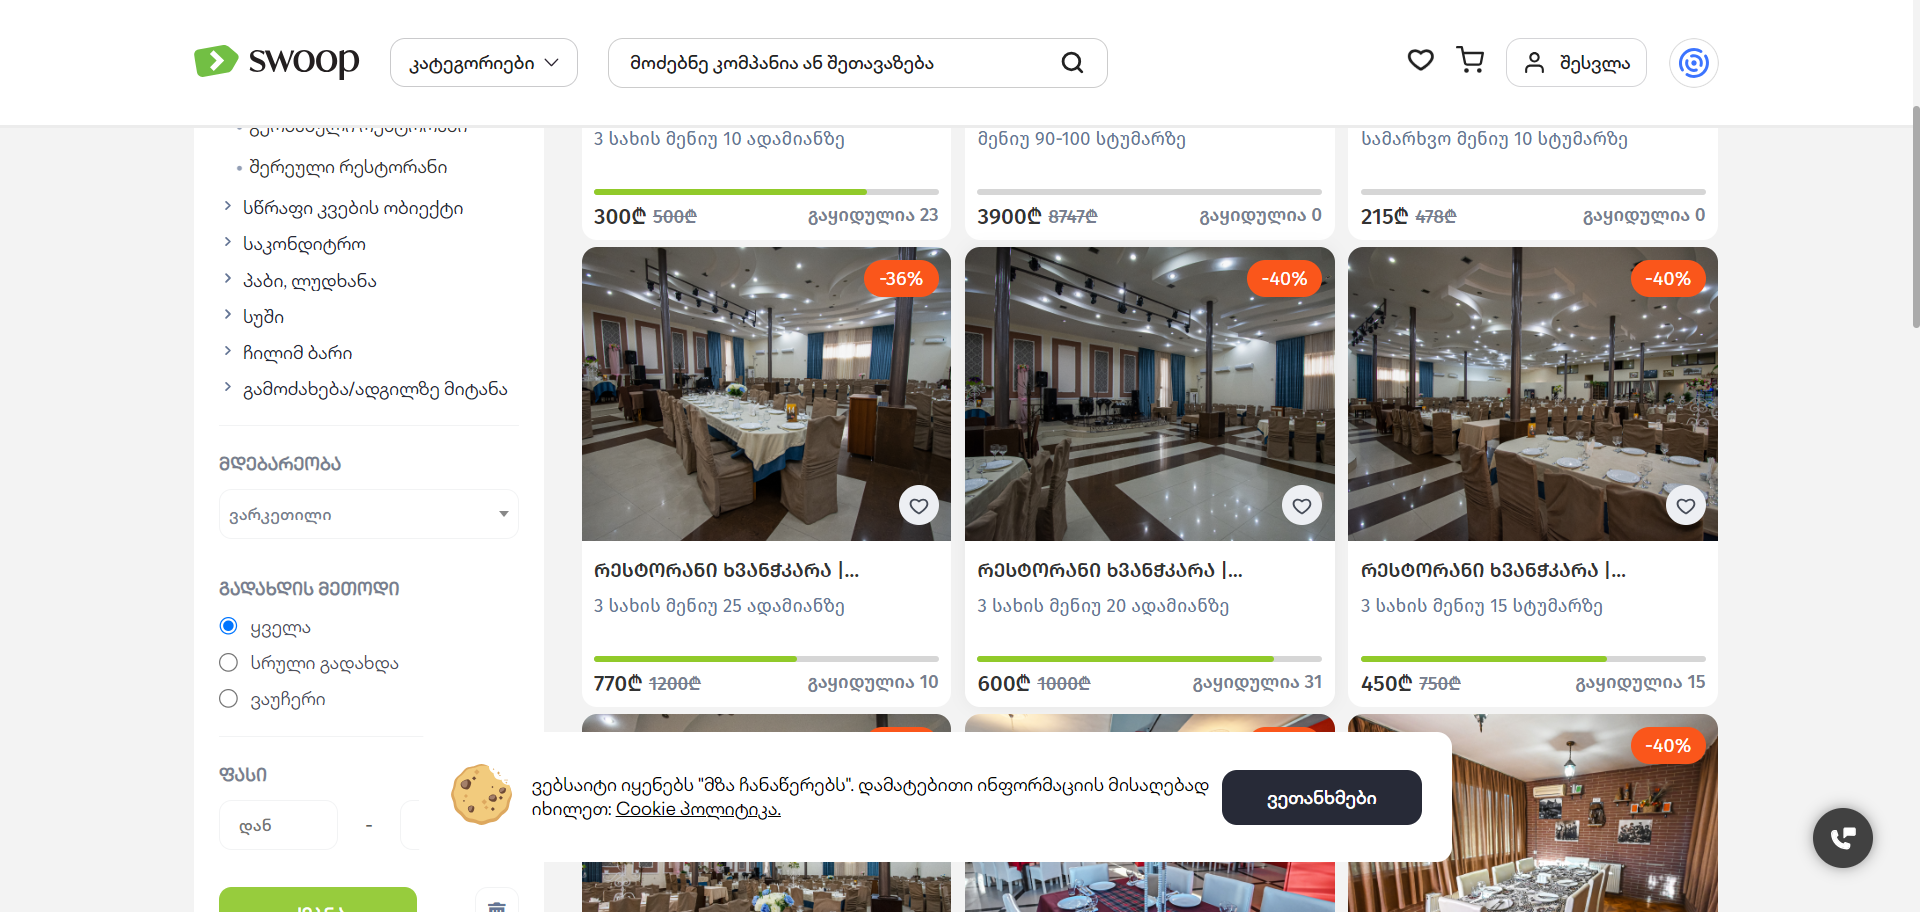 swoop
კატეგორიები
მოძებნე კომპანია ან შეთავაზება
შესვლა
შერეული რესტორანი
სწრაფი კვების ობიექტი
საკონდიტრო
პაბი, ლუდხანა
სუში
ჩილიმ ბარი
გამოძახება/ადგილზე მიტანა
მდებარეობა
ვარკეთილი
გადახდის მეთოდი
ყველა
სრული გადახდა
ვაუჩერი
ფასი
დან
-
3 სახის მენიუ 10 ადამიანზე
300₾ 500₾ გაყიდულია 23
მენიუ 90-100 სტუმარზე
3900₾ 8747₾ გაყიდულია 0
სამარხვო მენიუ 10 სტუმარზე
215₾ 478₾ გაყიდულია 0
-36%
რესტორანი ხვანჭკარა |...
3 სახის მენიუ 25 ადამიანზე
770₾ 1200₾ გაყიდულია 10
-40%
რესტორანი ხვანჭკარა |...
3 სახის მენიუ 20 ადამიანზე
600₾ 1000₾ გაყიდულია 31
-40%
რესტორანი ხვანჭკარა |...
3 სახის მენიუ 15 სტუმარზე
450₾ 750₾ გაყიდულია 15
-40%
ვებსაიტი იყენებს "მზა ჩანაწერებს". დამატებითი ინფორმაციის მისაღებად
იხილეთ: Cookie პოლიტიკა.
ვეთანხმები